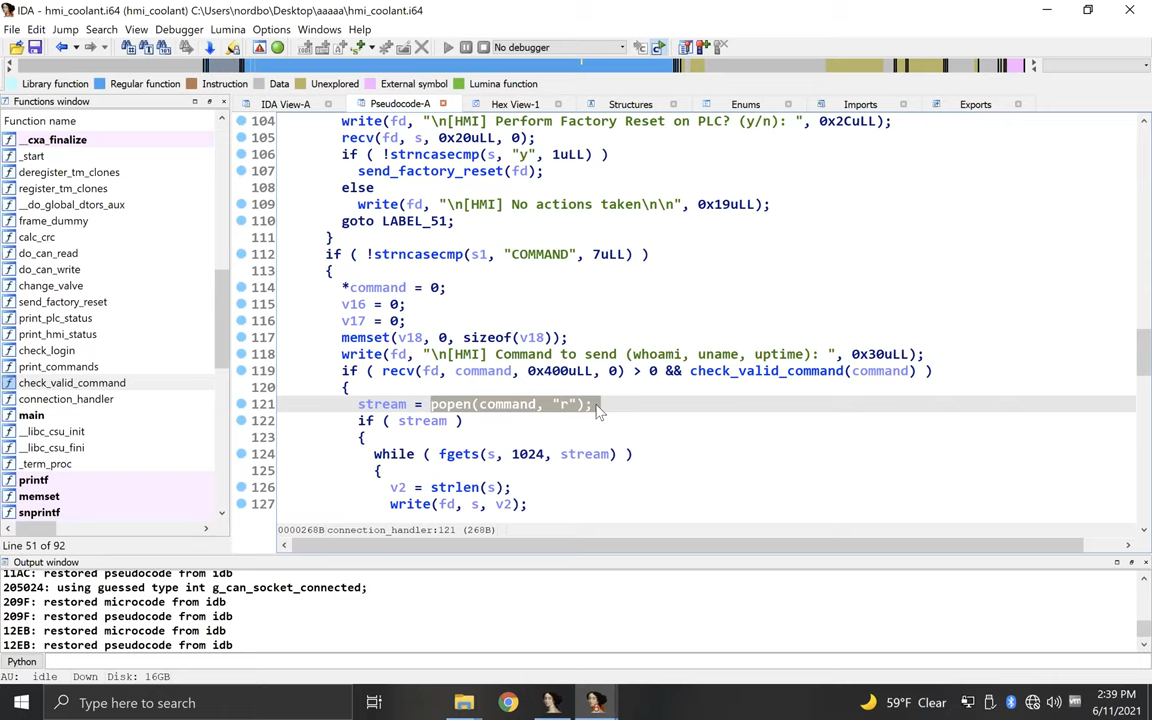 IDA - hmi_coolant.i64 (hmi_coolant) C:\Users\nordbo\Desktop\aaaaa\hmi_coolant.i64
File Edit Jump Search View Debugger Lumina Options Windows Help
No debugger
Library function Regular function Instruction Data Unexplored External symbol Lumina function
Functions window
IDA View-A Pseudocode-A Hex View-1 Structures Enums Imports Exports
Function name
__cxa_finalize
_start
deregister_tm_clones
register_tm_clones
__do_global_dtors_aux
frame_dummy
calc_crc
do_can_read
do_can_write
change_valve
send_factory_reset
print_plc_status
print_hmi_status
check_login
print_commands
check_valid_command
connection_handler
main
__libc_csu_init
__libc_csu_fini
_term_proc
printf
memset
snprintf
Line 51 of 92
104 write(fd, "\n[HMI] Perform Factory Reset on PLC? (y/n): ", 0x2CuLL);
105 recv(fd, s, 0x20uLL, 0);
106 if ( !strncasecmp(s, "y", 1uLL) )
107 send_factory_reset(fd);
108 else
109 write(fd, "\n[HMI] No actions taken\n\n", 0x19uLL);
110 goto LABEL_51;
111 }
112 if ( !strncasecmp(s1, "COMMAND", 7uLL) )
113 {
114 *command = 0;
115 v16 = 0;
116 v17 = 0;
117 memset(v18, 0, sizeof(v18));
118 write(fd, "\n[HMI] Command to send (whoami, uname, uptime): ", 0x30uLL);
119 if ( recv(fd, command, 0x400uLL, 0) > 0 && check_valid_command(command) )
120 {
121 stream = popen(command, "r");
122 if ( stream )
123 {
124 while ( fgets(s, 1024, stream) )
125 {
126 v2 = strlen(s);
127 write(fd, s, v2);
0000268B connection_handler:121 (268B)
Output window
11AC: restored pseudocode from idb
205024: using guessed type int g_can_socket_connected;
209F: restored microcode from idb
209F: restored pseudocode from idb
12EB: restored microcode from idb
12EB: restored pseudocode from idb
Python
AU: idle Down Disk: 16GB
Type here to search
59°F Clear
2:39 PM
6/11/2021